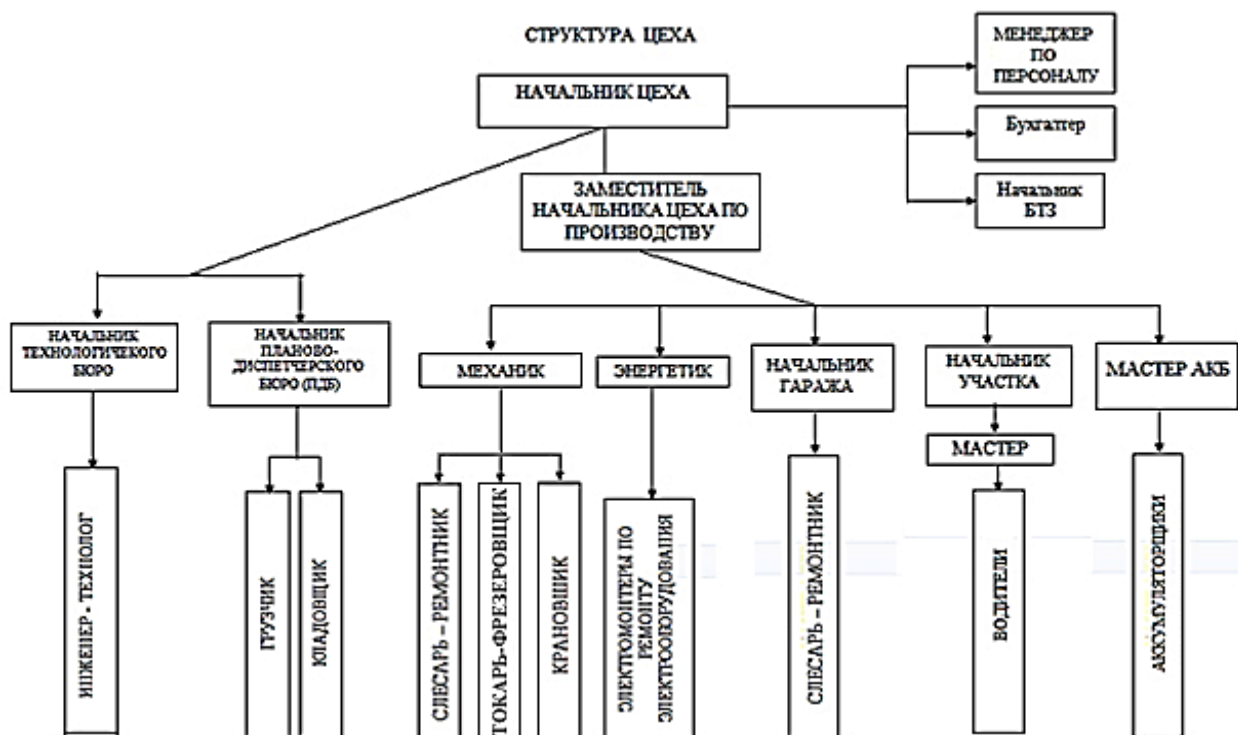 СТРУКТУРА ЦЕХА
МЕНЕДЖЕР
ПО
ПЕРСОНАЛУ
НАЧАЛЬНИК ЦЕХА
Бухгалтер
Начальник
БТЗ
ЗАМЕСТИТЕЛЬ
НАЧАЛЬНИКА ЦЕХА ПО
ПРОИЗВОДСТВУ
НАЧАЛЬНИК
ТЕХНОЛОГИЧЕКОГО
БЮРО
НАЧАЛЬНИК
ПЛАНОВО-
ДИСПЕТЧЕРСКОГО
БЮРО (ПДБ)
МЕХАНИК
ЭНЕРГЕТИК
НАЧАЛЬНИК
ГАРАЖА
НАЧАЛЬНИК
УЧАСТКА
МАСТЕР АКБ
МАСТЕР
ИНЖЕНЕР - ТЕХНОЛОГ
ГРУЗЧИК
КЛАДОВЩИК
СЛЕСАРЬ – РЕМОНТНИК
ТОКАРЬ-ФРЕЗЕРОВЩИК
КРАНОВШИК
ЭЛЕКТРОМОНТЕРЫ ПО
РЕМОНТУ
ЭЛЕКТРООБОРУДОВАНИЯ
СЛЕСАРЬ – РЕМОНТНИК
ВОДИТЕЛИ
АККУМУЛЯТОРЩИКИ